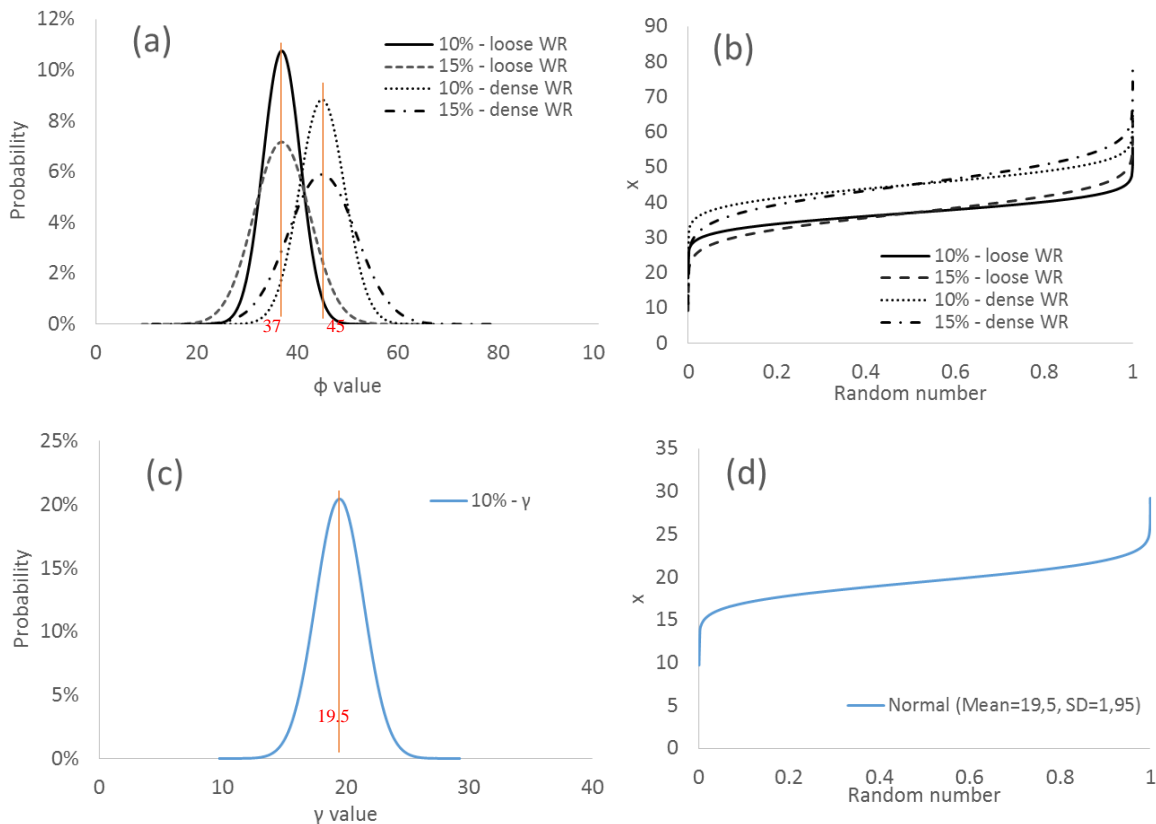 (a)
12%
10%
8%
6%
4%
2%
0%
Probability
10% - loose WR
15% - loose WR
10% - dense WR
15% - dense WR
37
45
0
20
40
60
80
10
ϕ value
(b)
90
80
70
60
50
40
30
20
10
0
x
10% - loose WR
15% - loose WR
10% - dense WR
15% - dense WR
0
0.2
0.4
0.6
0.8
1
Random number
(c)
25%
20%
15%
10%
5%
0%
Probability
10% - γ
19.5
0
10
20
30
40
γ value
(d)
35
30
25
20
15
10
5
0
x
Normal (Mean=19,5, SD=1,95)
0
0.2
0.4
0.6
0.8
1
Random number